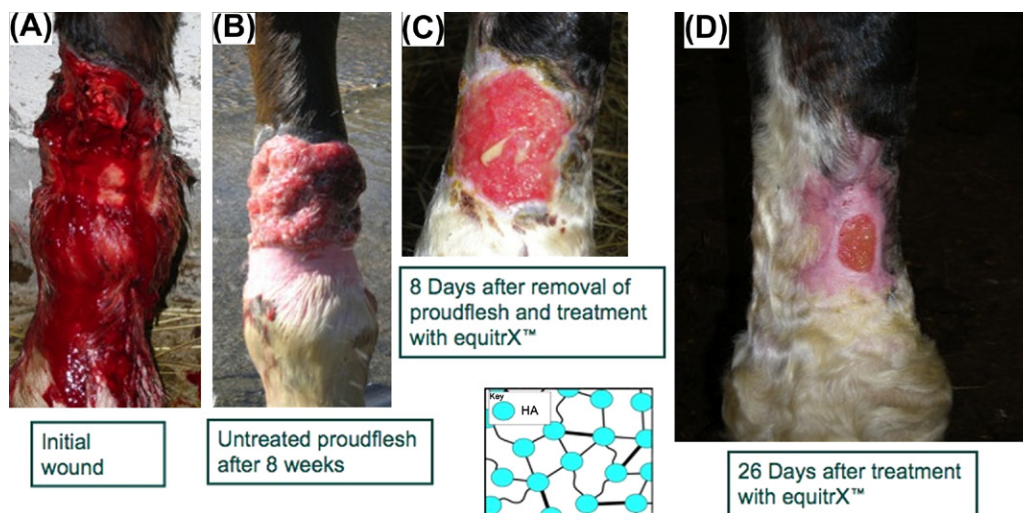 (A)
(B)
(C)
(D)
Initial
wound
Untreated proudflesh
after 8 weeks
8 Days after removal of
proudflesh and treatment
with equitrX™
Key
HA
26 Days after treatment
with equitrX™